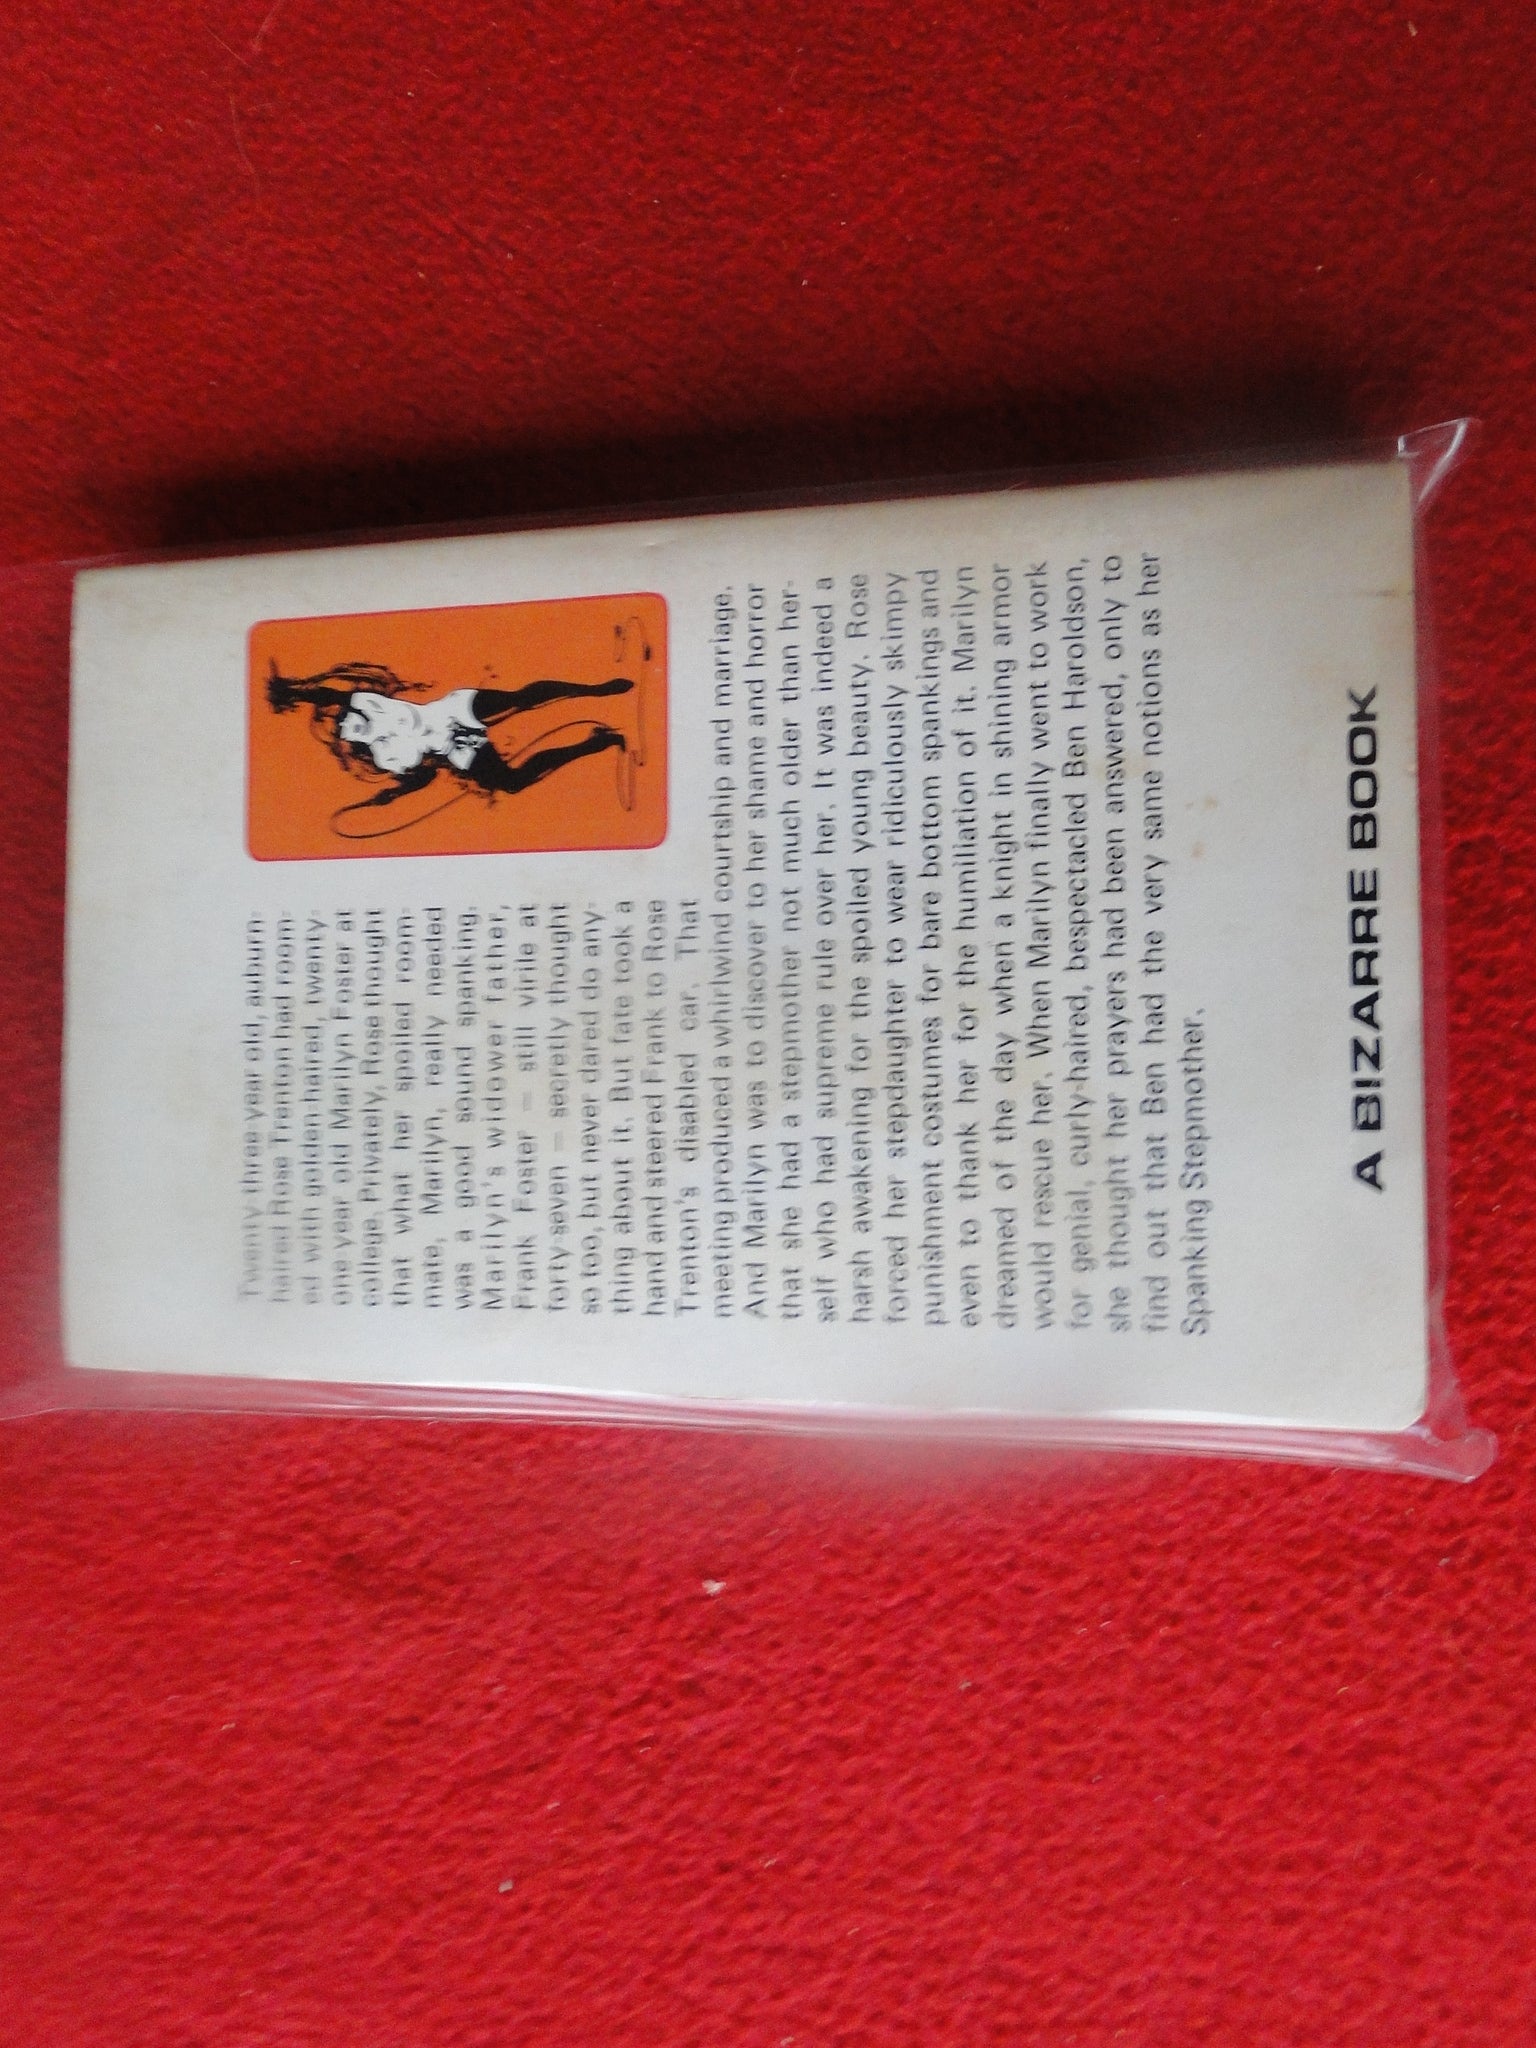 Twenty three year old, auburn-
haired Rose Trenton had room-
ed with golden-haired, twenty-
one year old Marilyn Foster at
college. Privately, Rose thought
that what her spoiled room-
mate, Marilyn, really needed
was a good sound spanking.
Marilyn's widower father,
Frank Foster — still virile at
forty-seven — secretly thought
so too, but never dared do any-
thing about it. But fate took a
hand and steered Frank to Rose
Trenton's disabled car. That
meeting produced a whirlwind courtship and marriage.
And Marilyn was to discover to her shame and horror
that she had a stepmother not much older than her-
self who had supreme rule over her. It was indeed a
harsh awakening for the spoiled young beauty. Rose
forced her stepdaughter to wear ridiculously skimpy
punishment costumes for bare bottom spankings and
even to thank her for the humiliation of it. Marilyn
dreamed of the day when a knight in shining armor
would rescue her. When Marilyn finally went to work
for genial, curly-haired, bespectacled Ben Haroldson,
she thought her prayers had been answered, only to
find out that Ben had the very same notions as her
Spanking Stepmother.
A BIZARRE BOOK